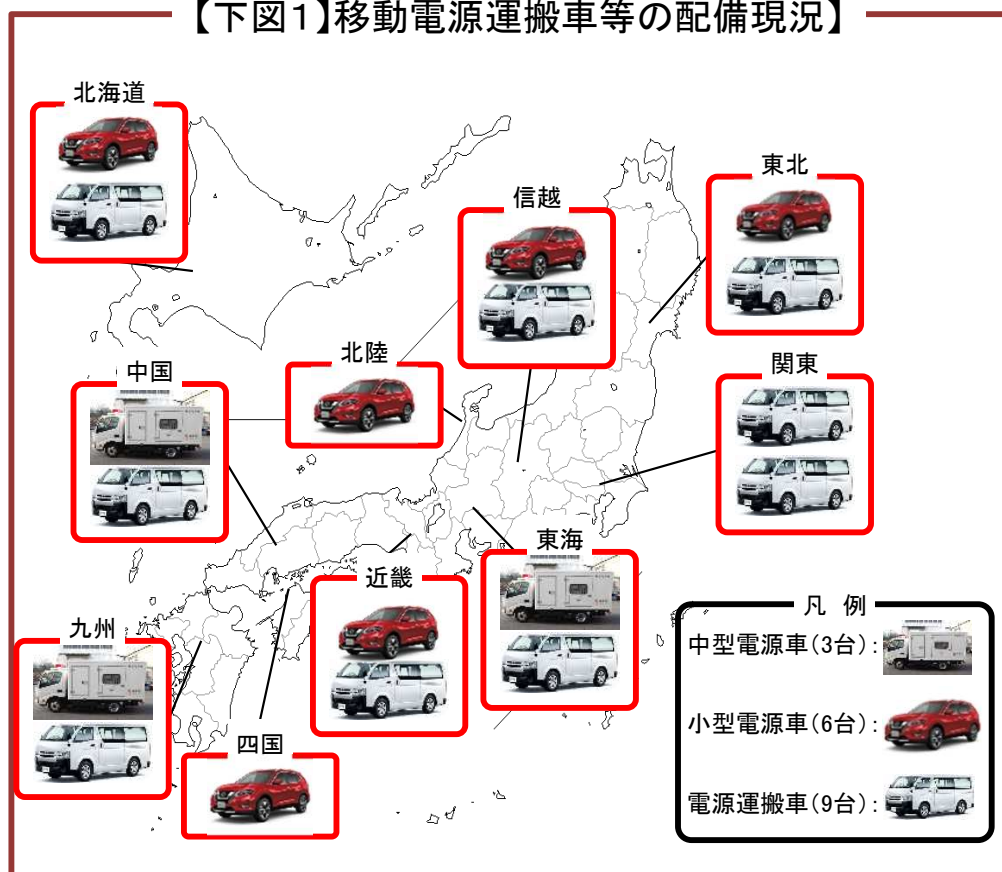 【下図１】移動電源運搬車等の配備現況】
北海道
東北
信越
北陸
中国
関東
東海
近畿
九州
四国
凡 例
中型電源車(3台):
小型電源車(6台):
電源運搬車(9台):